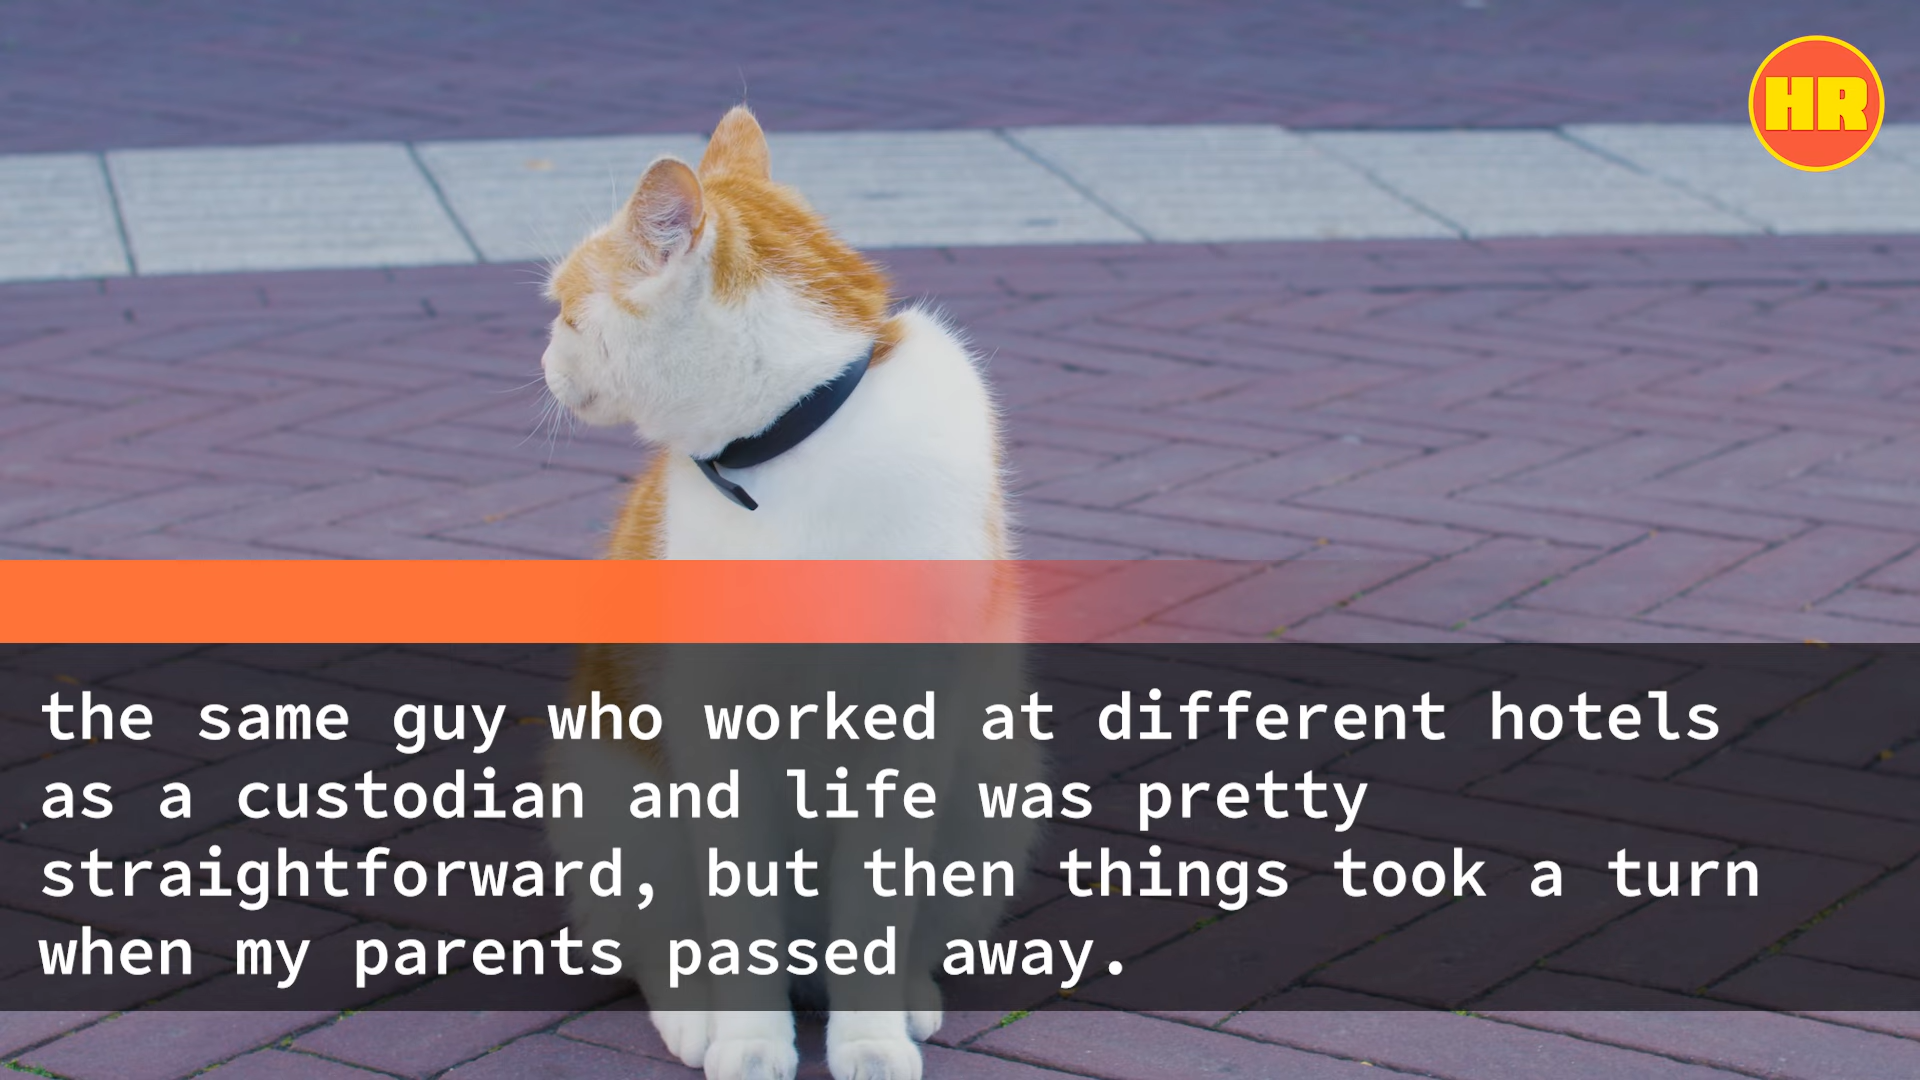 HR
the same guy who worked at different hotels
as a custodian and life was pretty
straightforward, but then things took a turn
when my parents passed away.